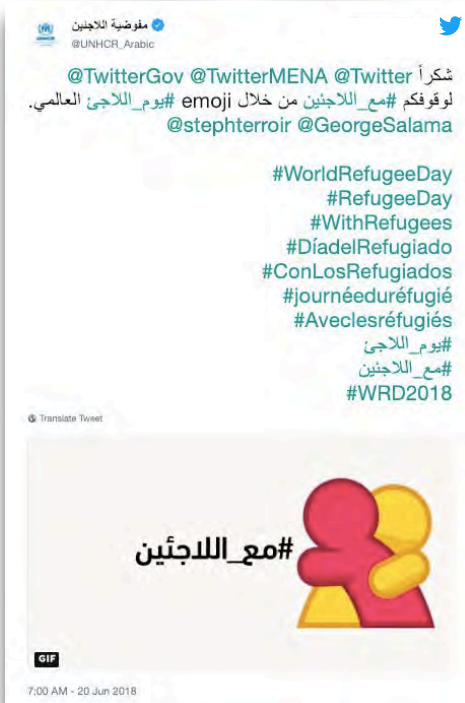 مفوضية اللاجئين
@UNHCR_Arabic
شكراً @TwitterGov @TwitterMENA @Twitter
لوقوفكم #مع_اللاجئين من خلال emoji #يوم_اللاجئ العالمي.
@stephterroir @GeorgeSalama
#WorldRefugeeDay
#RefugeeDay
#WithRefugees
#DíadelRefugiado
#ConLosRefugiados
#journéeduréfugié
#Aveclesréfugiés
#يوم_اللاجئ
#مع_اللاجئين
#WRD2018
Translate Tweet
#مع_اللاجئين
GIF
7:00 AM - 20 Jun 2018